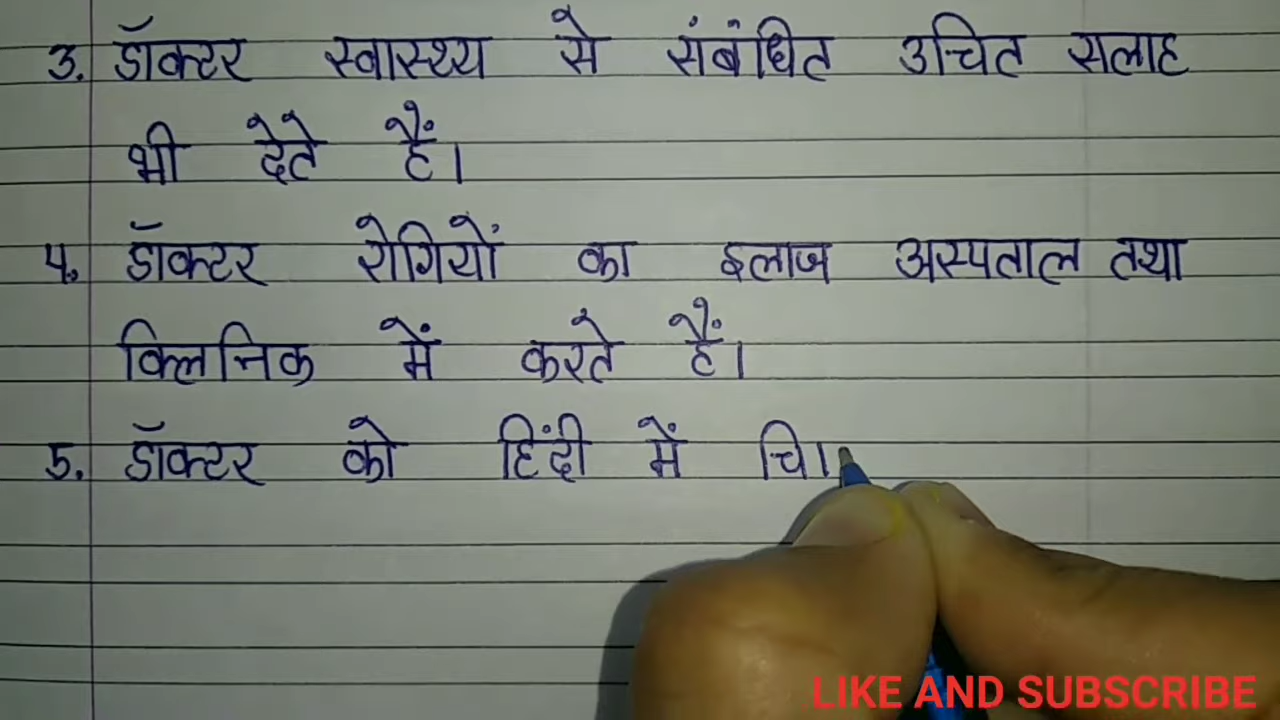 3. डॉक्टर स्वास्थ्य से संबंधित उचित सलाह
भी देते हैं।
4. डॉक्टर रोगियों का इलाज अस्पताल तथा
क्लिनिक में करते हैं।
5. डॉक्टर को हिंदी में चि
LIKE AND SUBSCRIBE